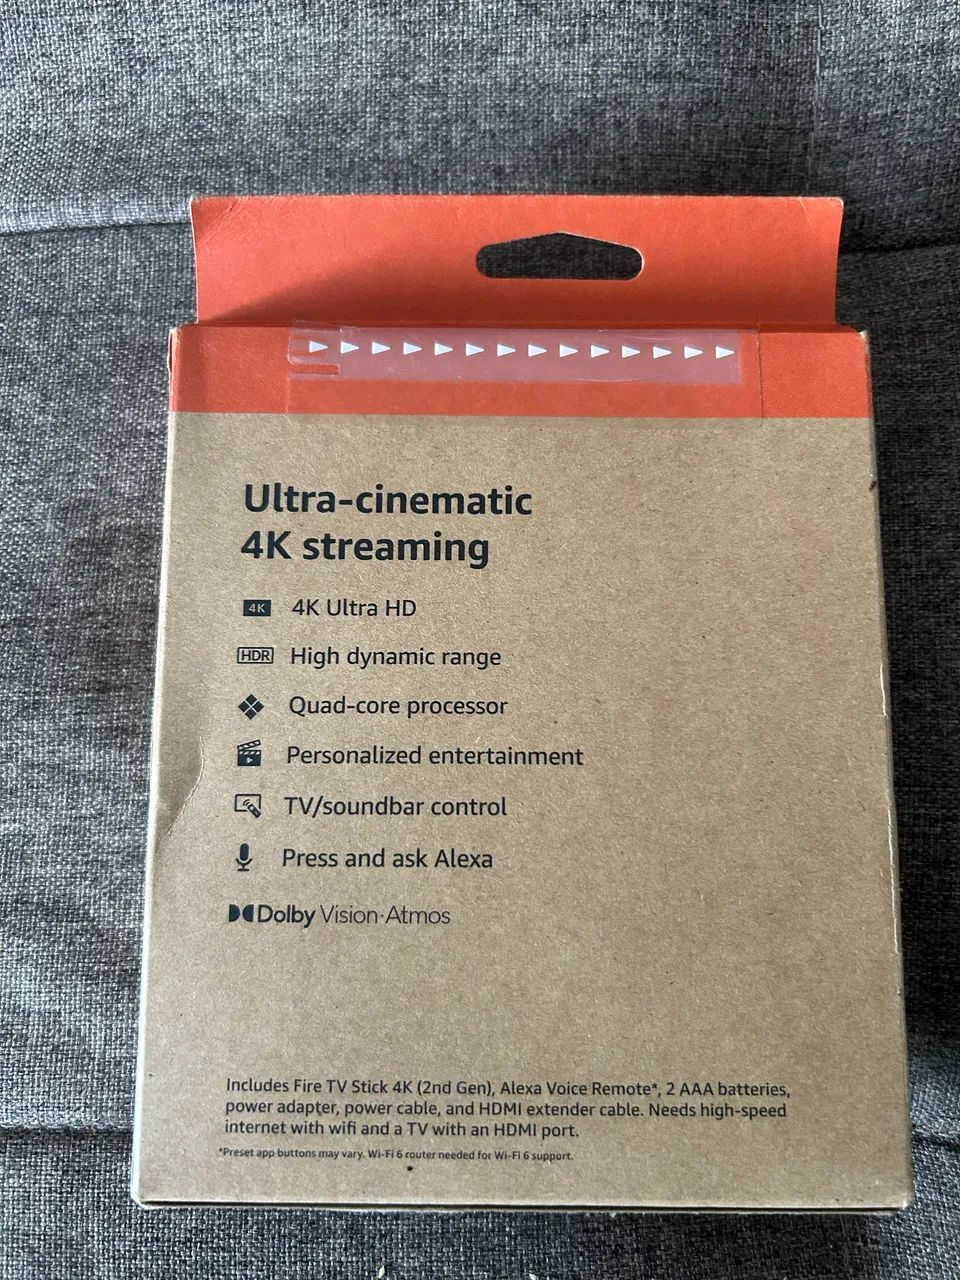 Ultra-cinematic
4K streaming
4K 4K Ultra HD
HDR High dynamic range
Quad-core processor
Personalized entertainment
TV/soundbar control
Press and ask Alexa
Dolby Vision·Atmos
Includes Fire TV Stick 4K (2nd Gen), Alexa Voice Remote*, 2 AAA batteries,
power adapter, power cable, and HDMI extender cable. Needs high-speed
internet with wifi and a TV with an HDMI port.
*Preset app buttons may vary. Wi-Fi 6 router needed for Wi-Fi 6 support.